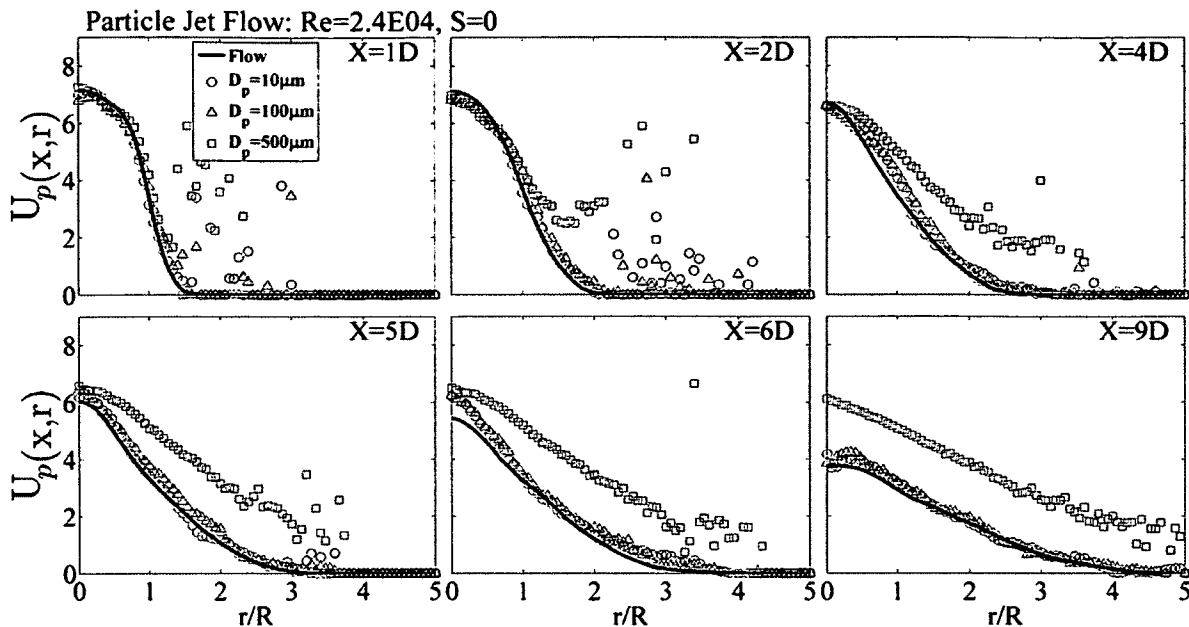 Particle Jet Flow: Re=2.4E04, S=0
X=1D
Flow
D_p=10μm
D_p=100μm
D_p=500μm
X=2D
X=4D
U_p(x,r)
8
6
4
2
0
X=5D
X=6D
X=9D
U_p(x,r)
8
6
4
2
0
0 1 2 3 4 5
0 1 2 3 4 5
0 1 2 3 4 5
r/R
r/R
r/R